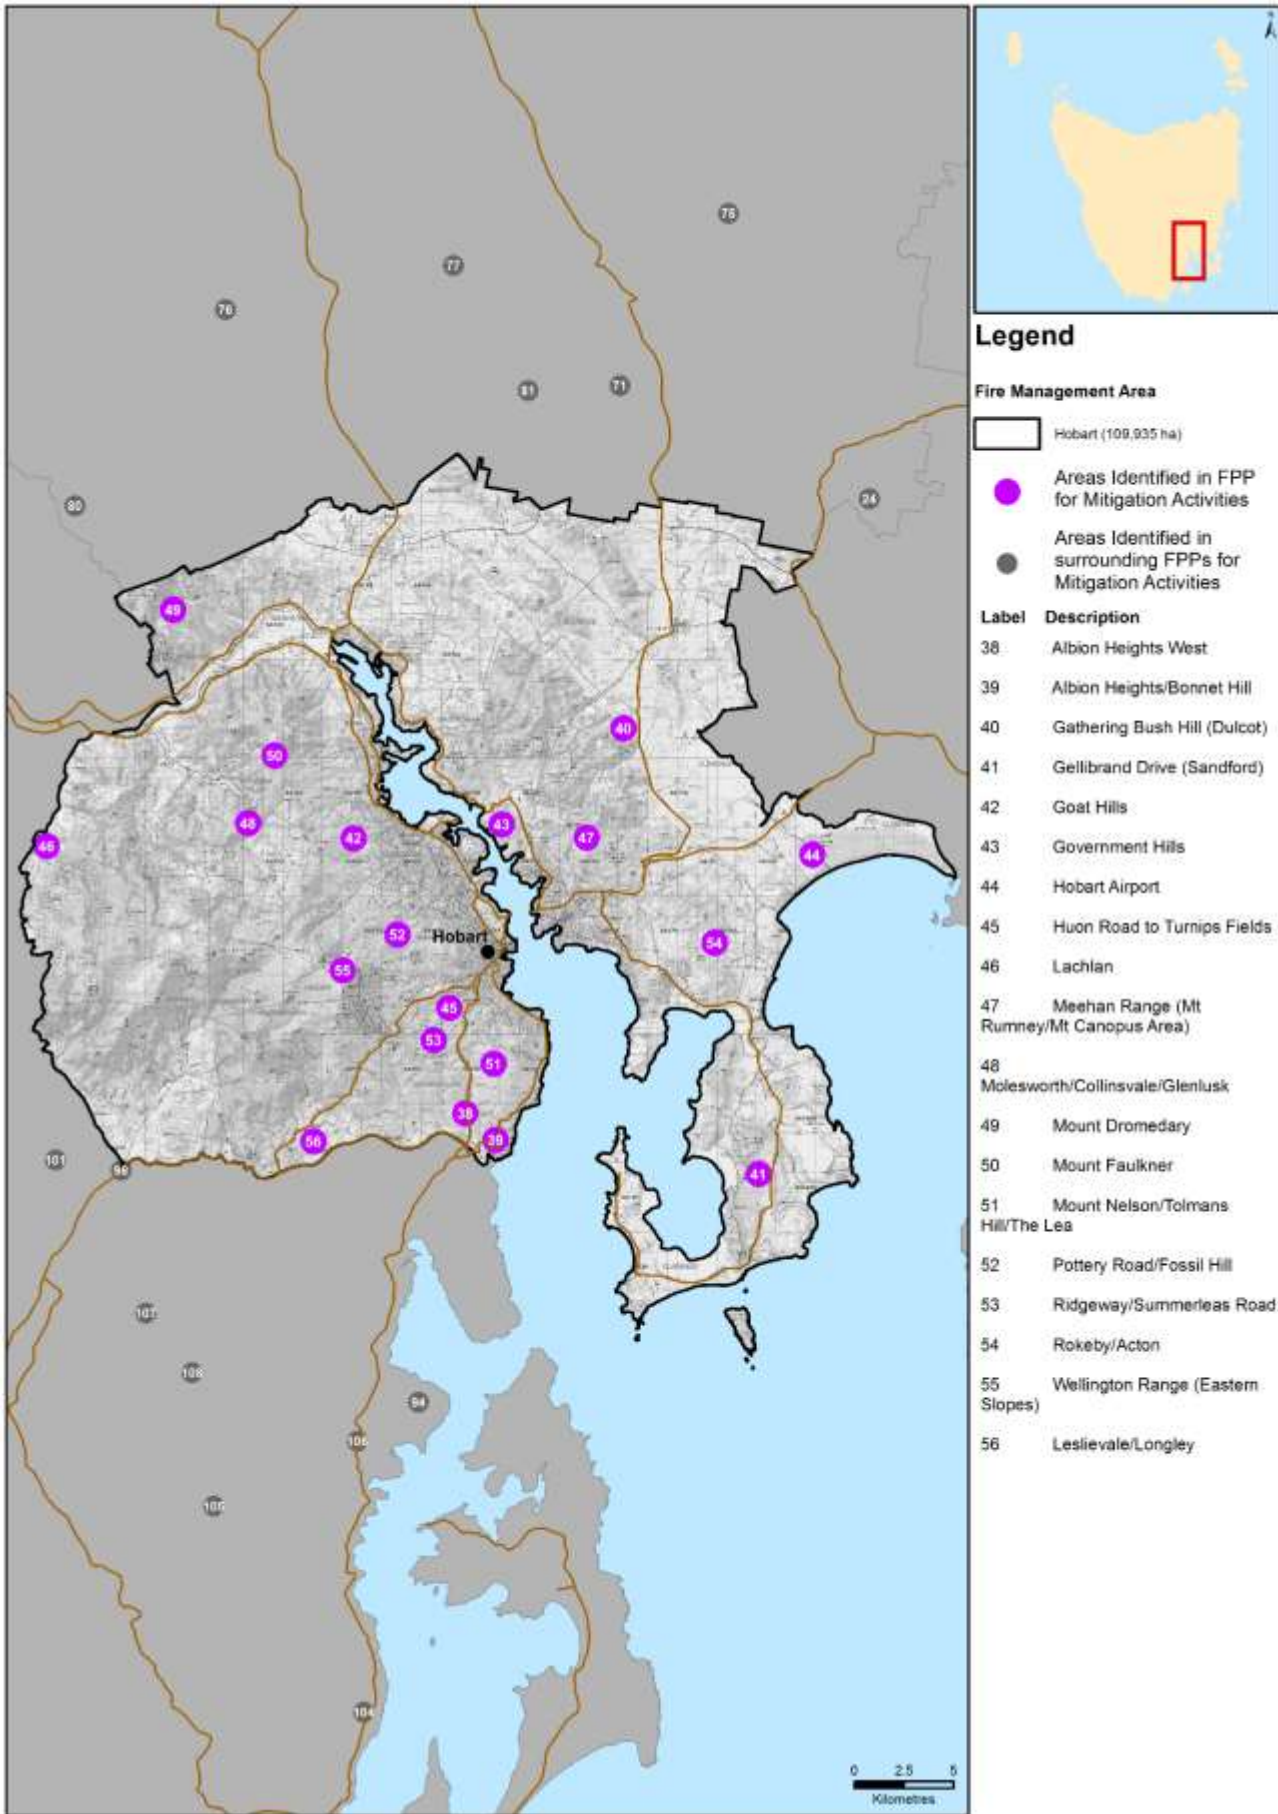 75
77
76
81
71
24
80
49
40
50
43
48
47
42
44
46
52
Hobart
54
55
45
53
51
38
39
56
41
101
98
107
108
94
106
105
104
0 2.5 5
Kilometres
Legend
Fire Management Area
Hobart (109,935 ha)
Areas Identified in FPP
for Mitigation Activities
Areas Identified in
surrounding FPPs for
Mitigation Activities
Label Description
38 Albion Heights West
39 Albion Heights/Bonnet Hill
40 Gathering Bush Hill (Dulcot)
41 Gellibrand Drive (Sandford)
42 Goat Hills
43 Government Hills
44 Hobart Airport
45 Huon Road to Turnips Fields
46 Lachlan
47 Meehan Range (Mt
Rumney/Mt Canopus Area)
48
Molesworth/Collinsvale/Glenlusk
49 Mount Dromedary
50 Mount Faulkner
51 Mount Nelson/Tolmans
Hill/The Lea
52 Pottery Road/Fossil Hill
53 Ridgeway/Summerleas Road
54 Rokeby/Acton
55 Wellington Range (Eastern
Slopes)
56 Leslievale/Longley